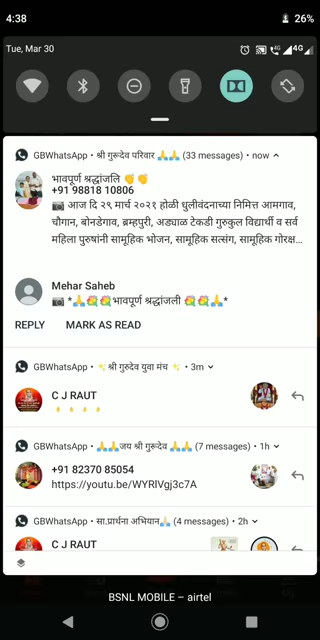 4:38
26%
Tue, Mar 30
4G
4G
GBWhatsApp • श्री गुरूदेव परिवार 🙏🙏 (33 messages) • now
भावपूर्ण श्रद्धांजलि 👏👏
+91 98818 10806
📷 आज दि २९ मार्च २०२१ होळी धुलीवंदनाच्या निमित्त आमगाव,
चौगान, बोनडेगाव, ब्रम्हपुरी, अड्याळ टेकडी गुरुकुल विद्यार्थी व सर्व
महिला पुरुषांनी सामूहिक भोजन, सामूहिक सत्संग, सामूहिक गोरक्ष...
Mehar Saheb
📷 *🙏💐💐भावपूर्ण श्रद्धांजली 💐💐🙏*
REPLY MARK AS READ
GBWhatsApp • ✨श्री गुरुदेव युवा मंच ✨ • 3m
C J RAUT
GBWhatsApp • 🙏🙏जय श्री गुरूदेव 🙏🙏 (7 messages) • 1h
+91 82370 85054
https://youtu.be/WYRIVgj3c7A
GBWhatsApp • सा.प्रार्थना अभियान🙏🏻 (4 messages) • 2h
C J RAUT
BSNL MOBILE – airtel